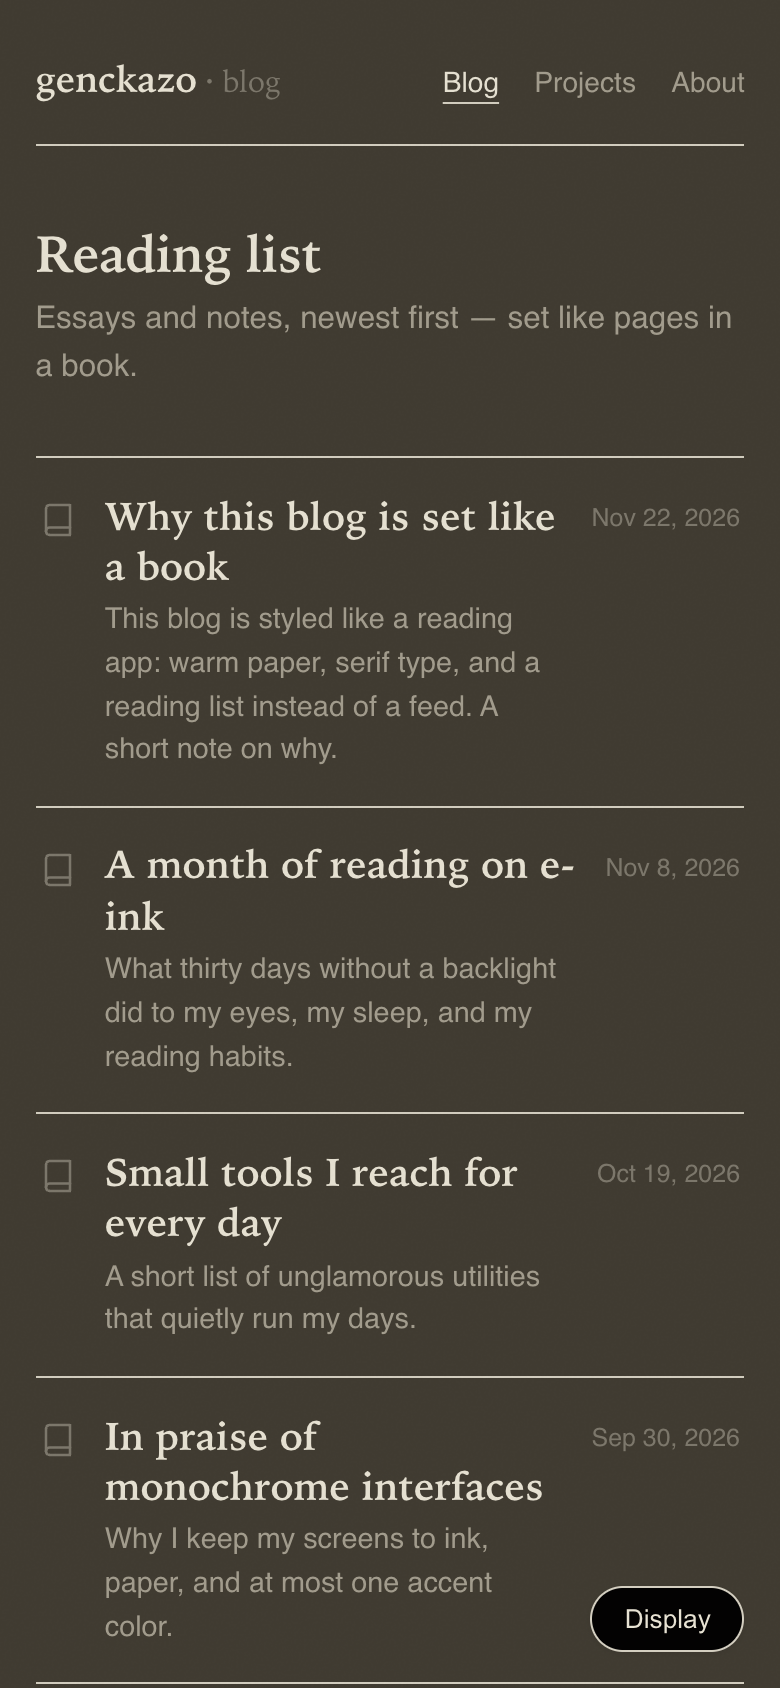 genckazo · blog
Blog Projects About
Reading list
Essays and notes, newest first — set like pages in
a book.
Why this blog is set like
a book
Nov 22, 2026
This blog is styled like a reading
app: warm paper, serif type, and a
reading list instead of a feed. A
short note on why.
A month of reading on e-
ink
Nov 8, 2026
What thirty days without a backlight
did to my eyes, my sleep, and my
reading habits.
Small tools I reach for
every day
Oct 19, 2026
A short list of unglamorous utilities
that quietly run my days.
In praise of
monochrome interfaces
Sep 30, 2026
Why I keep my screens to ink,
paper, and at most one accent
color.
Display